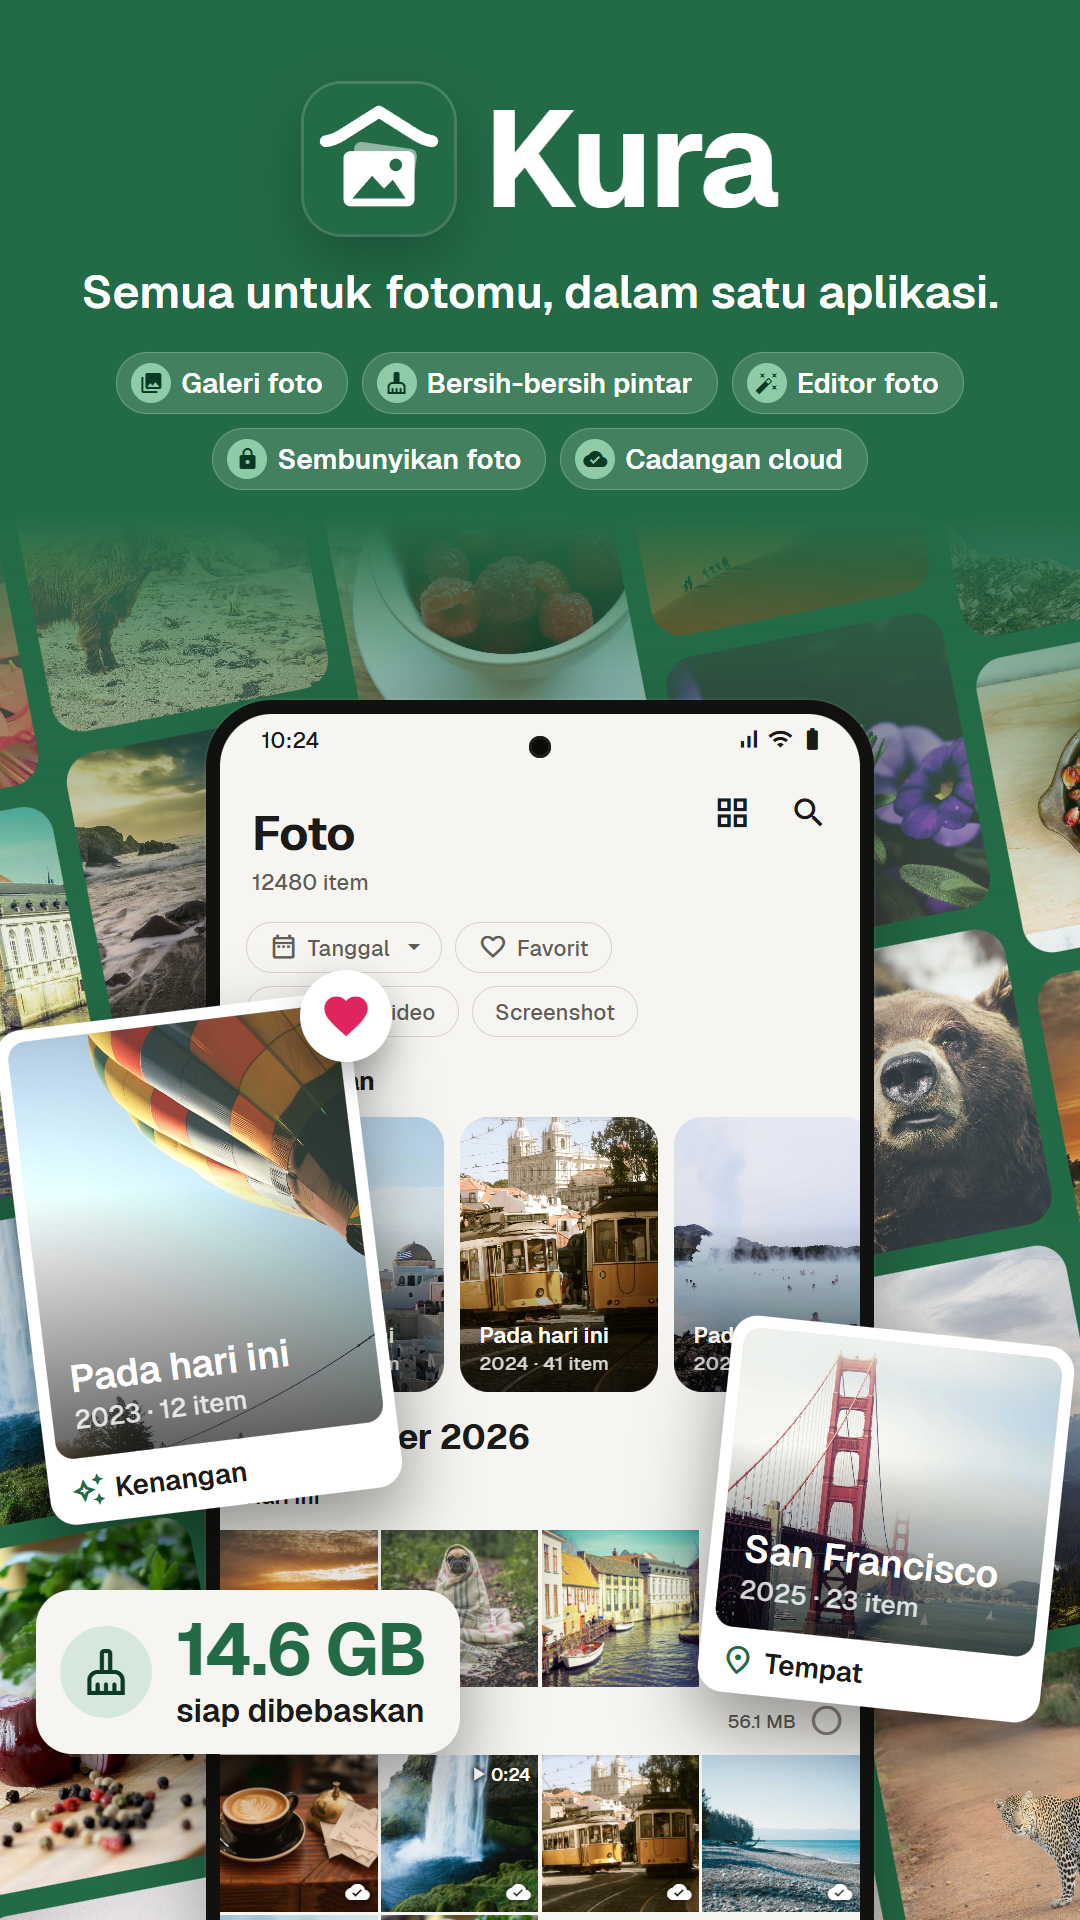 Kura
Semua untuk fotomu, dalam satu aplikasi.
Galeri foto
Bersih-bersih pintar
Editor foto
Sembunyikan foto
Cadangan cloud
10:24
Foto
12480 item
Tanggal
Favorit
Screenshot
Pada hari ini
2024 · 41 item
Pada hari ini
2023 · 12 item
Kenangan
2026
San Francisco
2025 · 23 item
Tempat
14.6 GB
siap dibebaskan
56.1 MB
0:24